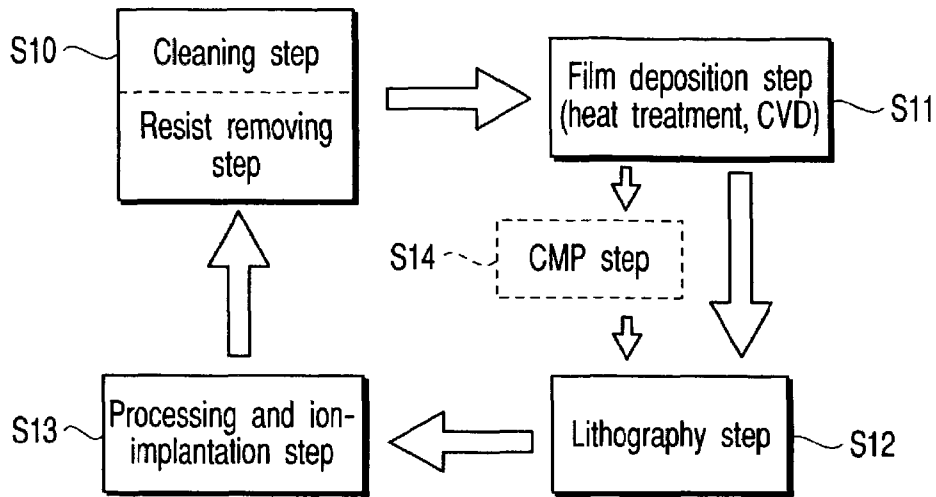 S10
Cleaning step
Resist removing
step
Film deposition step
(heat treatment, CVD)
S11
S14
CMP step
S13
Processing and ion-
implantation step
Lithography step
S12